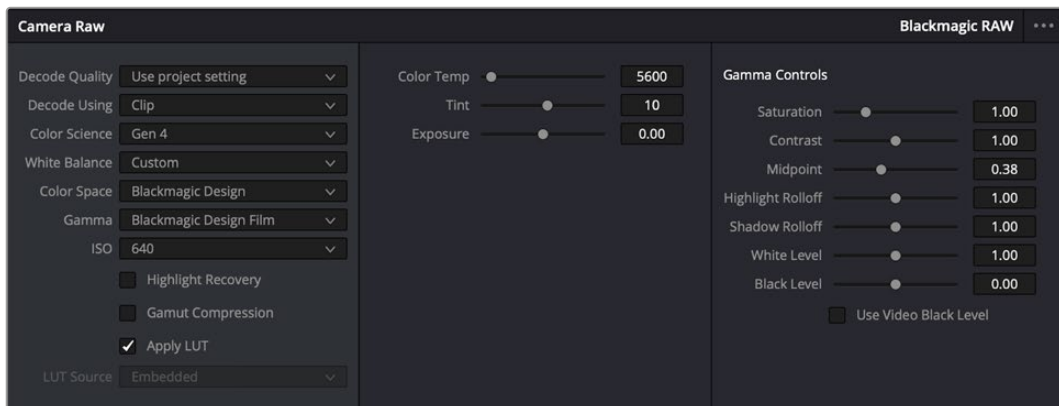 Camera Raw
Blackmagic RAW
Decode Quality Use project setting
Decode Using Clip
Color Science Gen 4
White Balance Custom
Color Space Blackmagic Design
Gamma Blackmagic Design Film
ISO 640
Highlight Recovery
Gamut Compression
Apply LUT
LUT Source Embedded
Color Temp 5600
Tint 10
Exposure 0.00
Gamma Controls
Saturation 1.00
Contrast 1.00
Midpoint 0.38
Highlight Rolloff 1.00
Shadow Rolloff 1.00
White Level 1.00
Black Level 0.00
Use Video Black Level